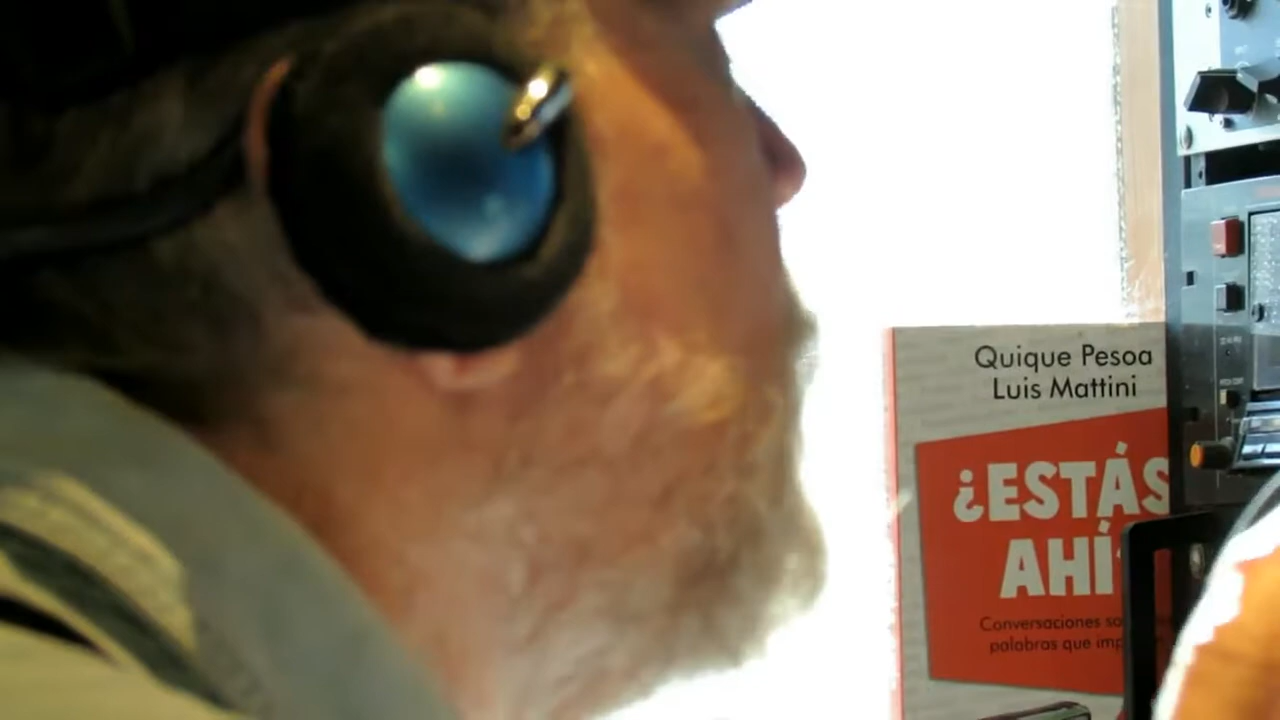 Quique Pesoa
Luis Mattini
¿ESTÁS
AHÍ
Conversaciones
palabras que